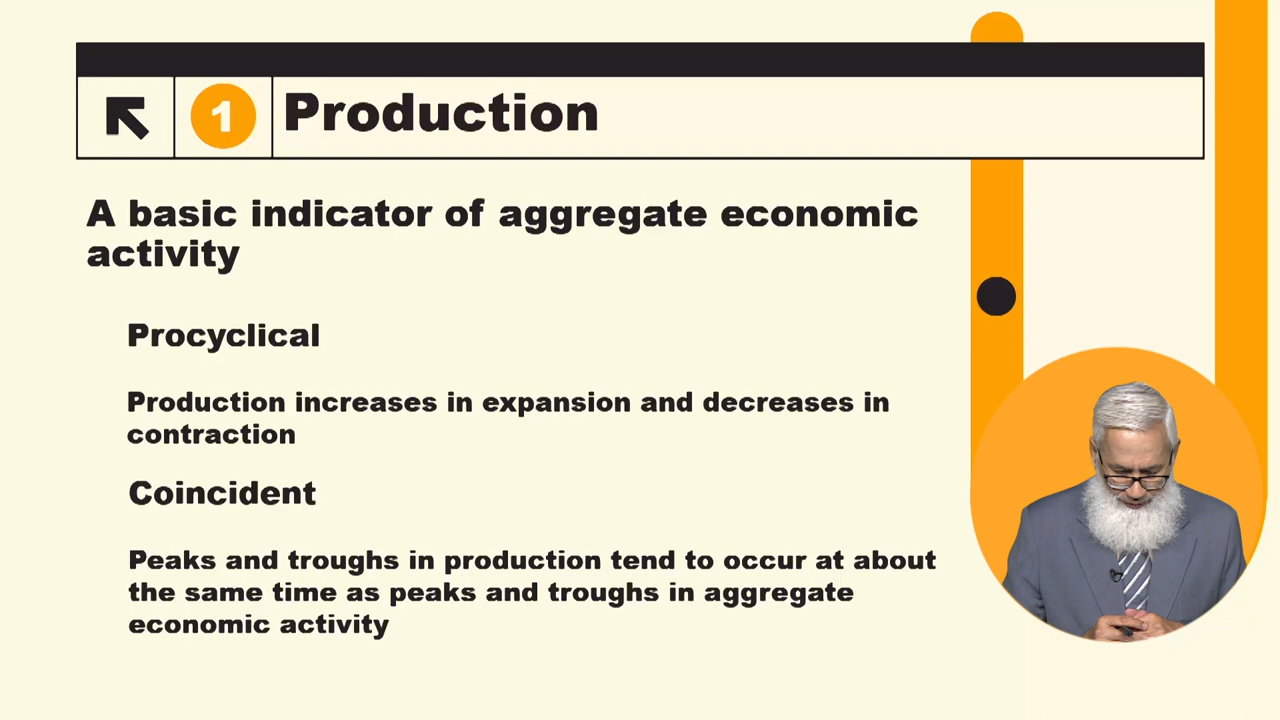 1 Production
A basic indicator of aggregate economic
activity
Procyclical
Production increases in expansion and decreases in
contraction
Coincident
Peaks and troughs in production tend to occur at about
the same time as peaks and troughs in aggregate
economic activity